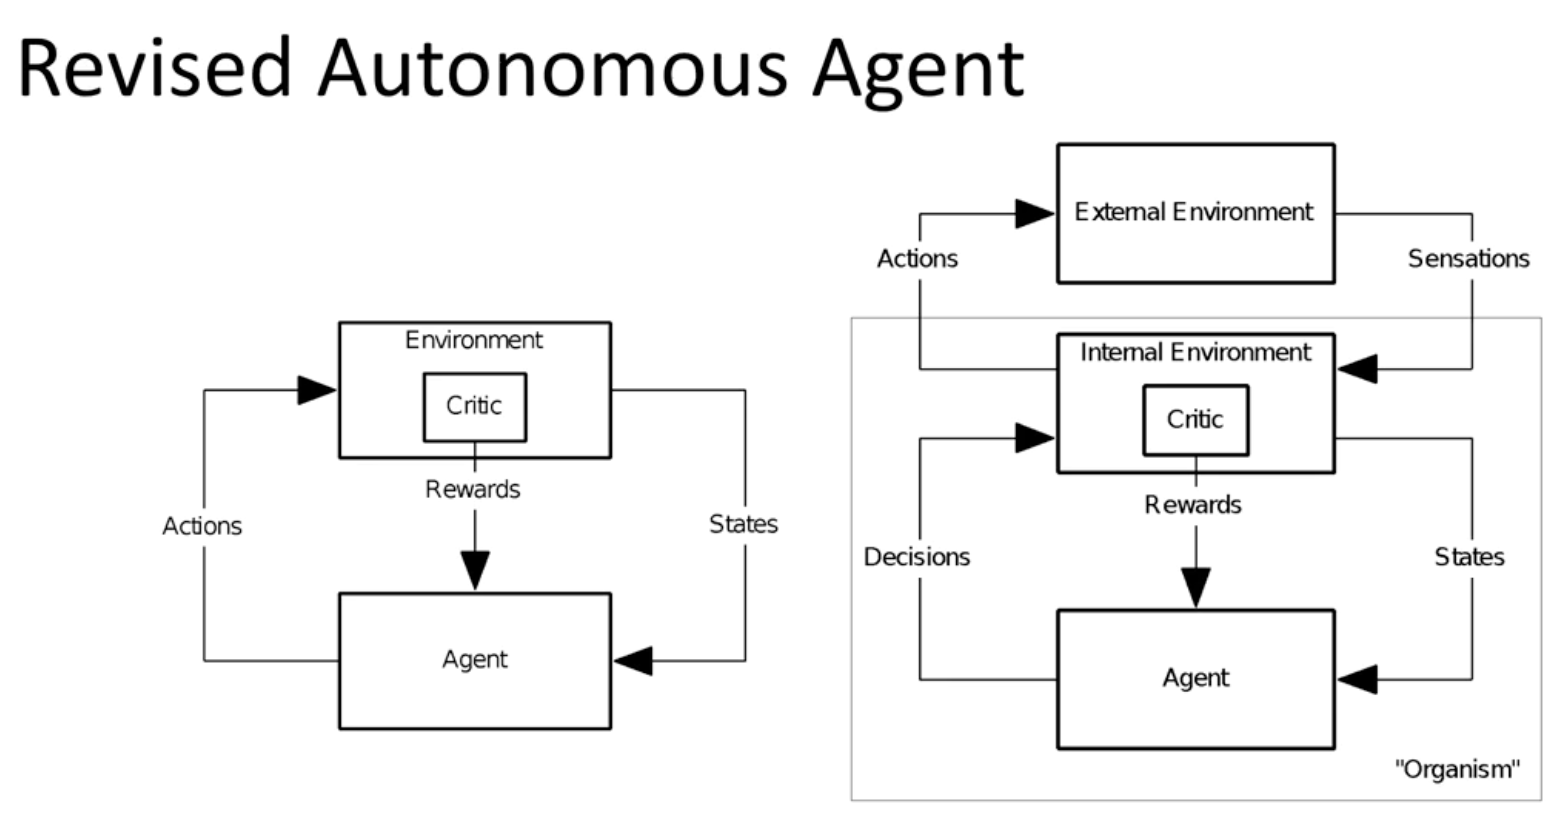 Revised Autonomous Agent
Environment
Critic
Rewards
Actions
States
Agent
External Environment
Actions
Sensations
Internal Environment
Critic
Rewards
Decisions
States
Agent
"Organism"